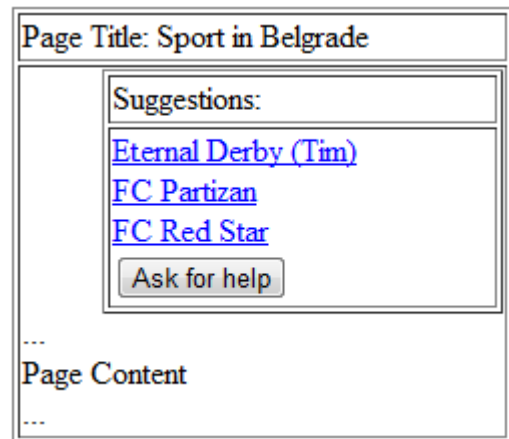 Page Title: Sport in Belgrade
Suggestions:
Eternal Derby (Tim)
FC Partizan
FC Red Star
Ask for help
...
Page Content
...